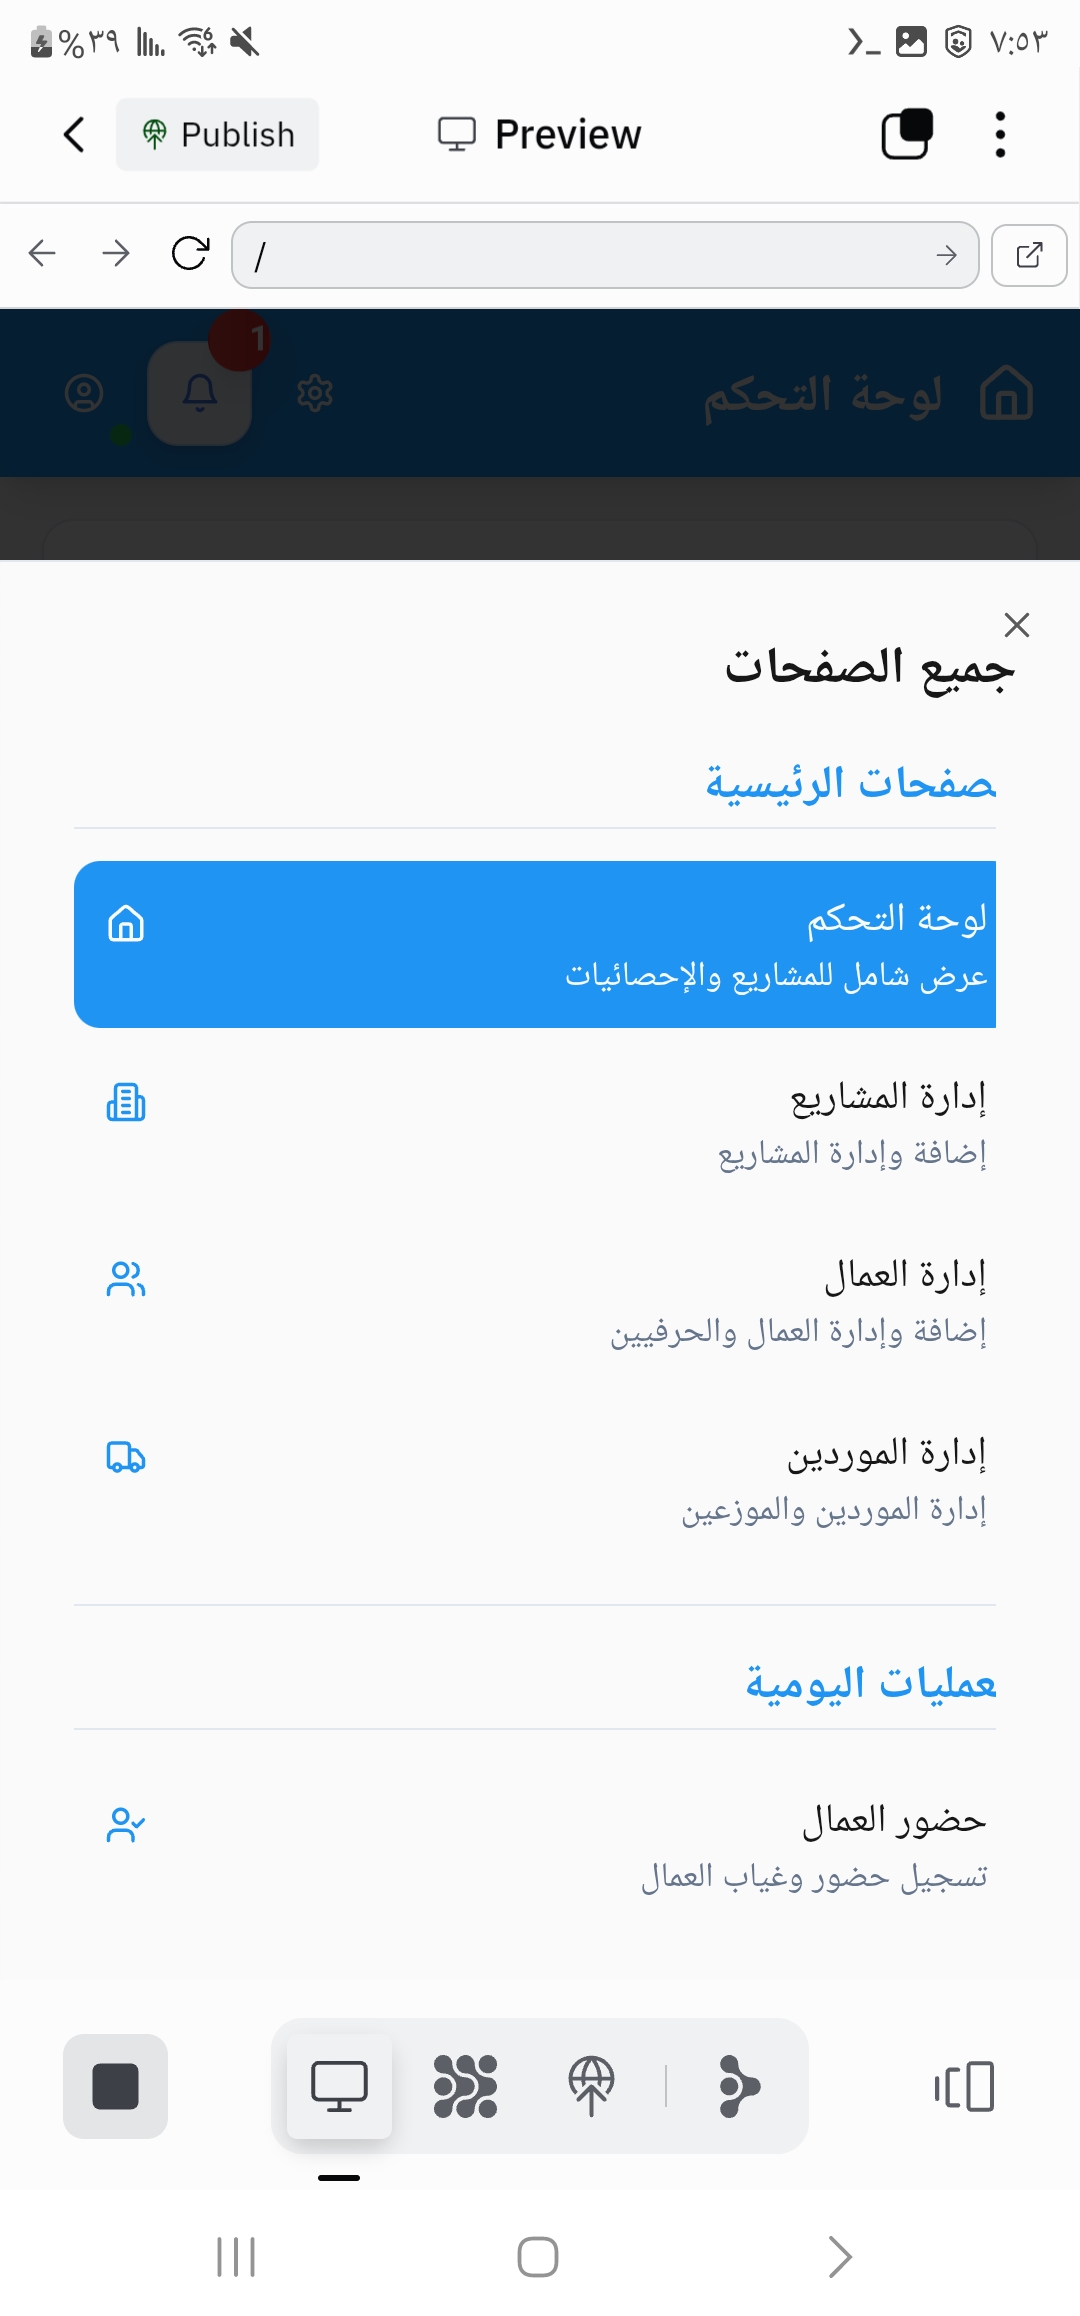 %٣٩
٧:٥٣
Publish
Preview
/
1
لوحة التحكم
جميع الصفحات
صفحات الرئيسية
لوحة التحكم
عرض شامل للمشاريع والإحصائيات
إدارة المشاريع
إضافة وإدارة المشاريع
إدارة العمال
إضافة وإدارة العمال والحرفيين
إدارة الموردين
إدارة الموردين والموزعين
عمليات اليومية
حضور العمال
تسجيل حضور وغياب العمال